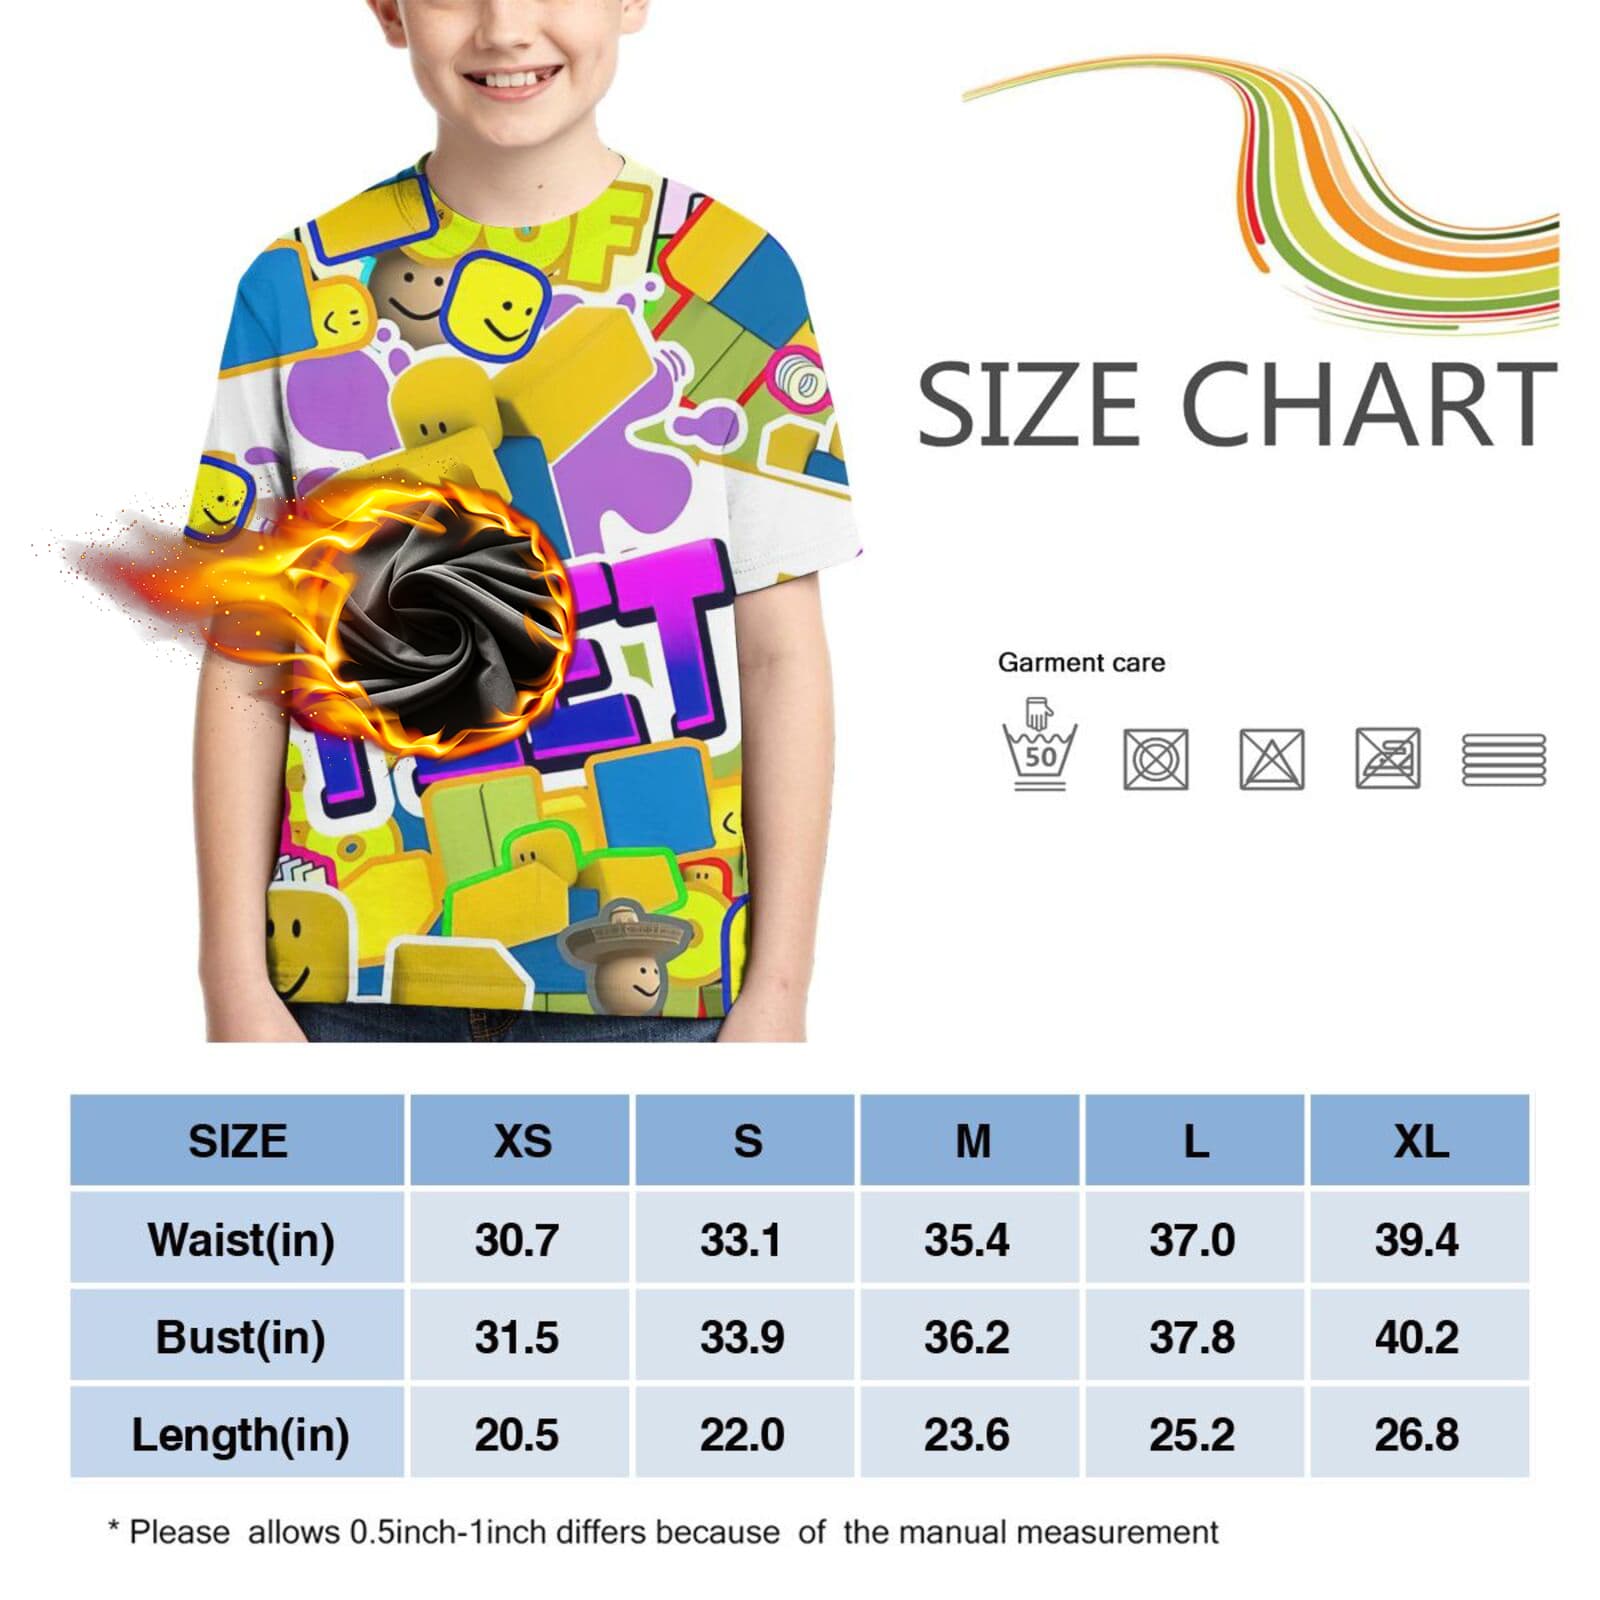 OOF
EET
SIZE CHART
Garment care
50
SIZE XS S M L XL
Waist(in) 30.7 33.1 35.4 37.0 39.4
Bust(in) 31.5 33.9 36.2 37.8 40.2
Length(in) 20.5 22.0 23.6 25.2 26.8
* Please allows 0.5inch-1inch differs because of the manual measurement